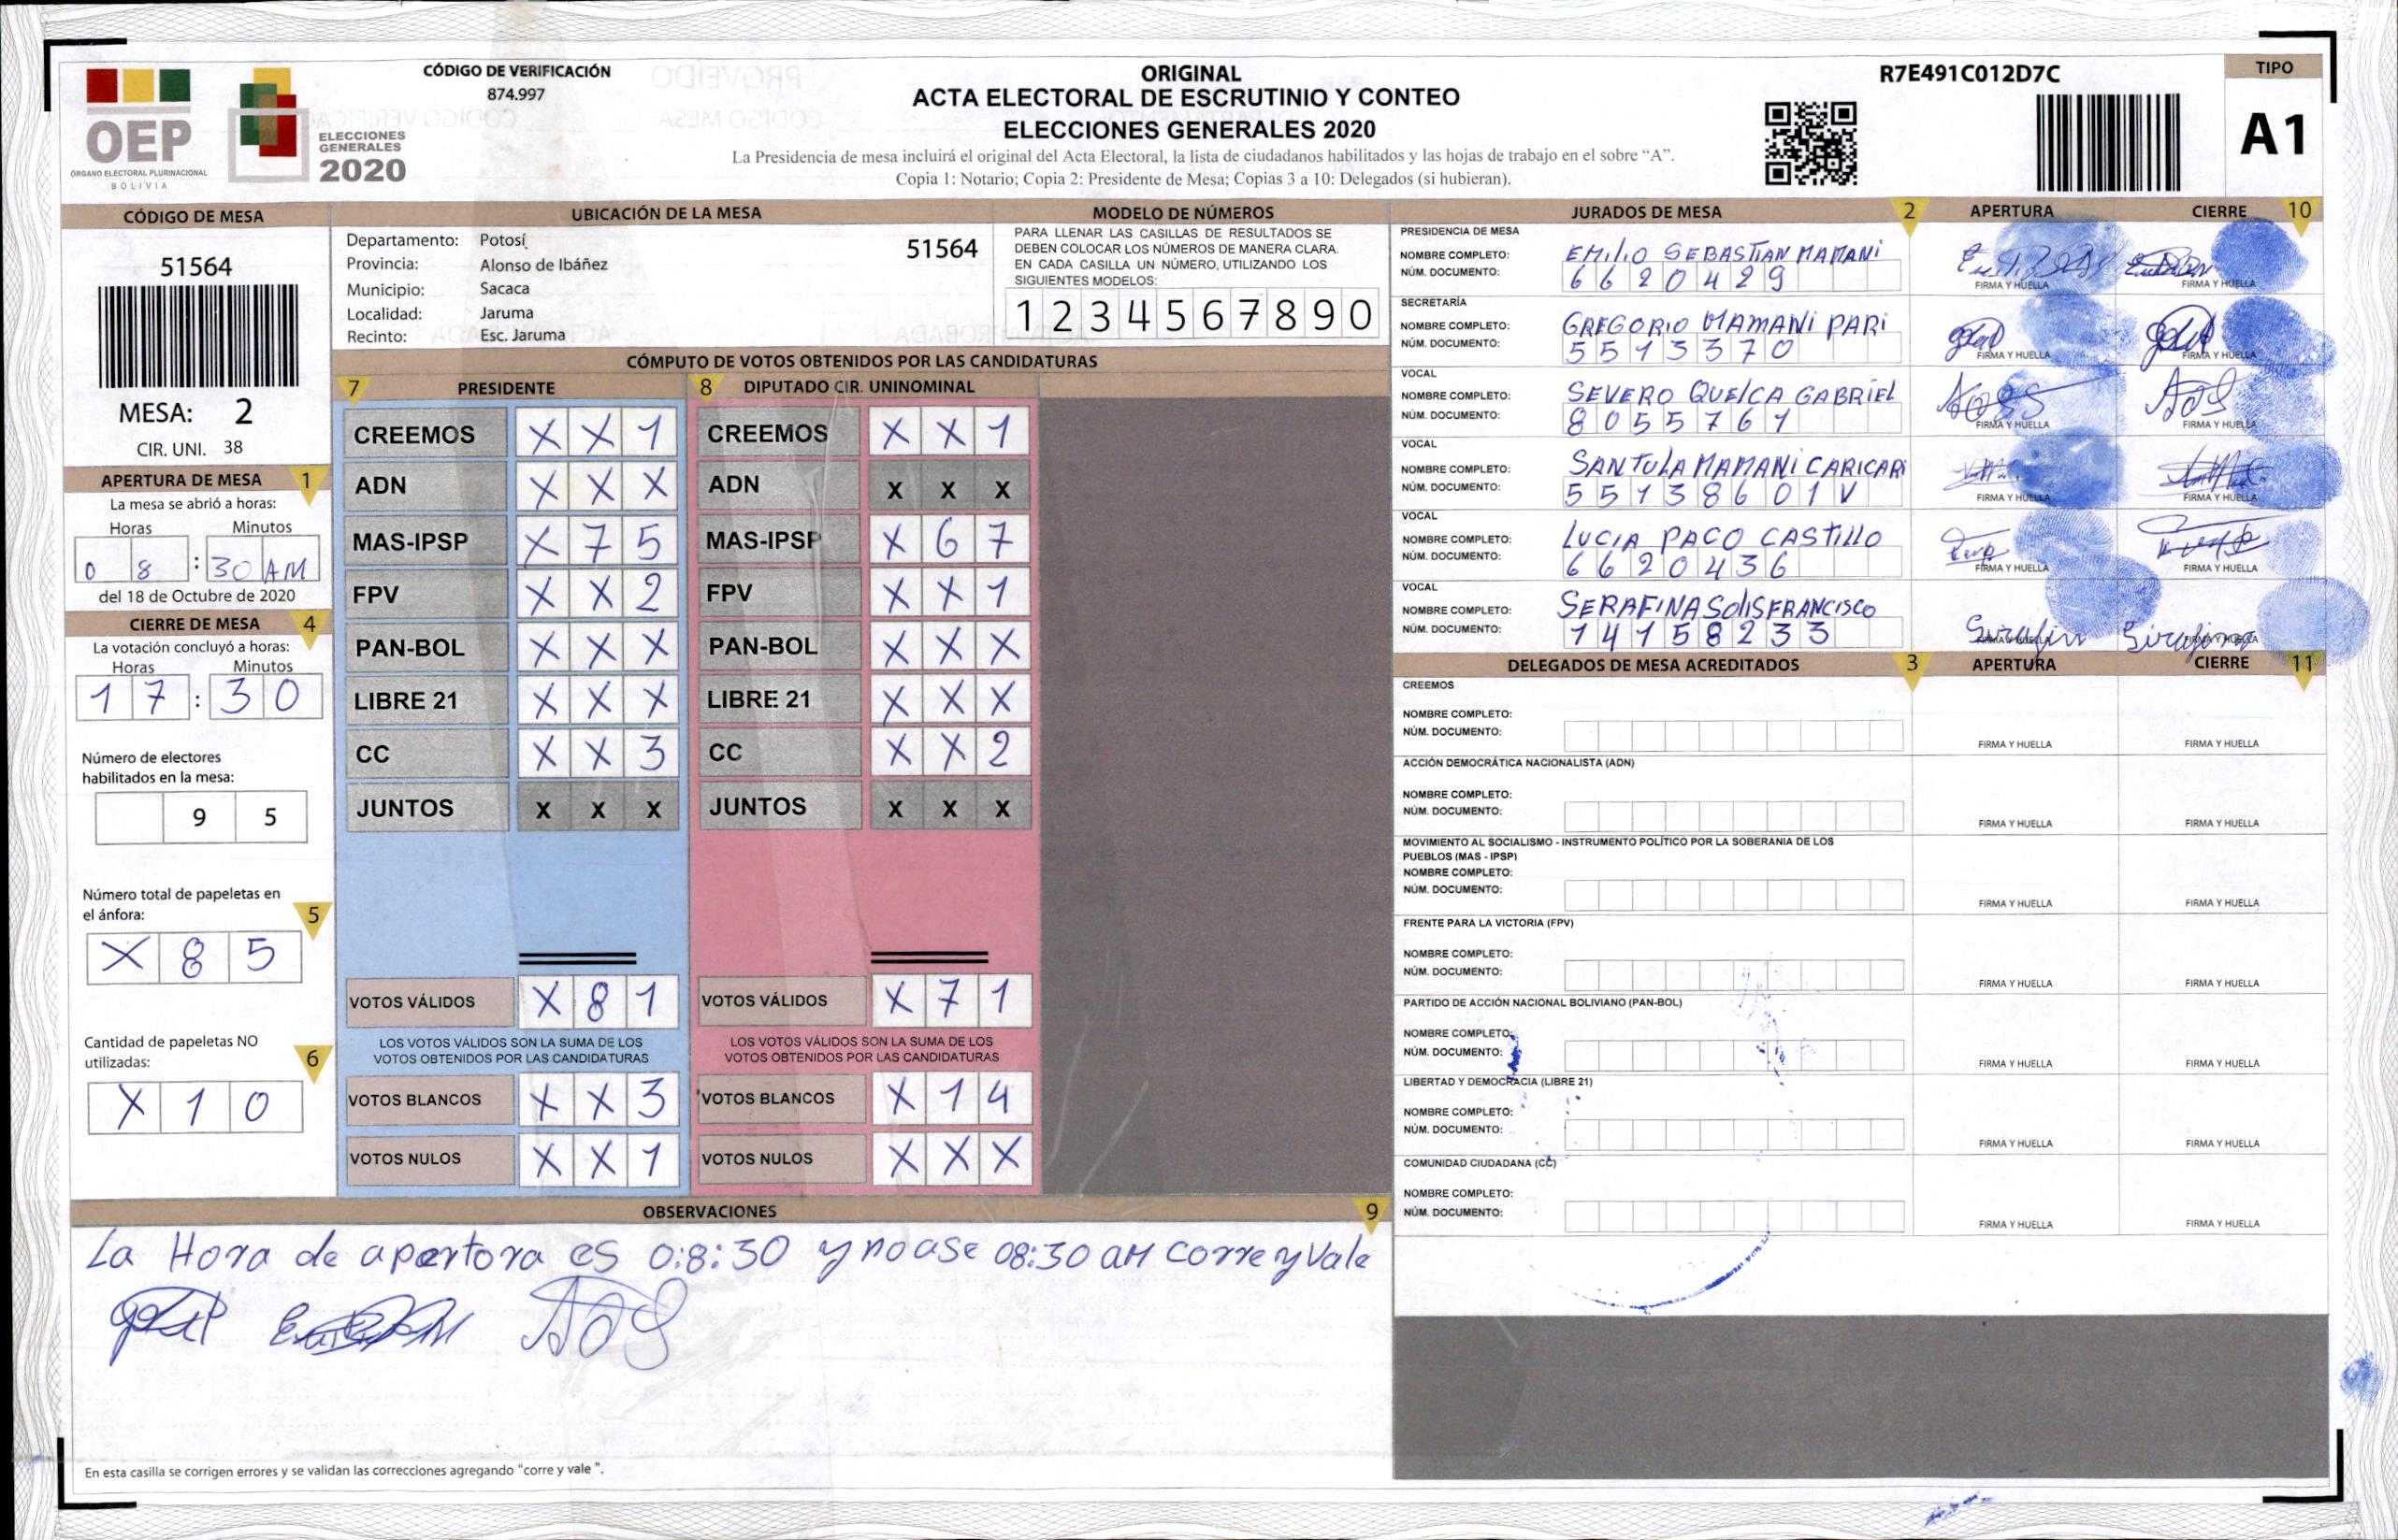 CÓDIGO DE VERIFICACIÓN
874.997
OEP
ÓRGANO ELECTORAL PLURINACIONAL
BOLIVIA
ELECCIONES
GENERALES
2020
ORIGINAL
ACTA ELECTORAL DE ESCRUTINIO Y CONTEO
ELECCIONES GENERALES 2020
La Presidencia de mesa incluirá el original del Acta Electoral, la lista de ciudadanos habilitados y las hojas de trabajo en el sobre “A”.
Copia 1: Notario; Copia 2: Presidente de Mesa; Copias 3 a 10: Delegados (si hubieran).
R7E491C012D7C
TIPO
A1
CÓDIGO DE MESA
51564
MESA: 2
CIR. UNI. 38
APERTURA DE MESA 1
La mesa se abrió a horas:
Horas Minutos
08:30 AM
del 18 de Octubre de 2020
CIERRE DE MESA 4
La votación concluyó a horas:
Horas Minutos
17:30
Número de electores
habilitados en la mesa:
9 5
Número total de papeletas en
el ánfora: 5
X 8 5
Cantidad de papeletas NO
utilizadas: 6
X 1 0
UBICACIÓN DE LA MESA
Departamento: Potosí 51564
Provincia: Alonso de Ibáñez
Municipio: Sacaca
Localidad: Jaruma
Recinto: Esc. Jaruma
MODELO DE NÚMEROS
PARA LLENAR LAS CASILLAS DE RESULTADOS SE
DEBEN COLOCAR LOS NÚMEROS DE MANERA CLARA.
EN CADA CASILLA UN NÚMERO, UTILIZANDO LOS
SIGUIENTES MODELOS:
1 2 3 4 5 6 7 8 9 0
CÓMPUTO DE VOTOS OBTENIDOS POR LAS CANDIDATURAS
7 PRESIDENTE
CREEMOS X X 1
ADN X X X
MAS-IPSP X 7 5
FPV X X 2
PAN-BOL X X X
LIBRE 21 X X X
CC X X 3
JUNTOS X X X
VOTOS VÁLIDOS X 8 1
LOS VOTOS VÁLIDOS SON LA SUMA DE LOS
VOTOS OBTENIDOS POR LAS CANDIDATURAS
VOTOS BLANCOS X X 3
VOTOS NULOS X X 1
8 DIPUTADO CIR. UNINOMINAL
CREEMOS X X 1
ADN X X X
MAS-IPSP X 6 7
FPV X X 1
PAN-BOL X X X
LIBRE 21 X X X
CC X X 2
JUNTOS X X X
VOTOS VÁLIDOS X 7 1
LOS VOTOS VÁLIDOS SON LA SUMA DE LOS
VOTOS OBTENIDOS POR LAS CANDIDATURAS
VOTOS BLANCOS X 1 4
VOTOS NULOS X X X
OBSERVACIONES 9
La Hora de apertora es 0:8:30 y no ase 08:30 AM Corre y Vale
En esta casilla se corrigen errores y se validan las correcciones agregando “corre y vale ”.
JURADOS DE MESA 2 APERTURA CIERRE 10
PRESIDENCIA DE MESA
NOMBRE COMPLETO: EMILIO SEBASTIAN MAMANI
NÚM. DOCUMENTO: 6620429
FIRMA Y HUELLA FIRMA Y HUELLA
SECRETARÍA
NOMBRE COMPLETO: GREGORIO MAMANI PARI
NÚM. DOCUMENTO: 5513370
FIRMA Y HUELLA FIRMA Y HUELLA
VOCAL
NOMBRE COMPLETO: SEVERO QUELCA GABRIEL
NÚM. DOCUMENTO: 8055761
FIRMA Y HUELLA FIRMA Y HUELLA
VOCAL
NOMBRE COMPLETO: SANTUSA MAMANI CARICARI
NÚM. DOCUMENTO: 55138601V
FIRMA Y HUELLA FIRMA Y HUELLA
VOCAL
NOMBRE COMPLETO: LUCIA PACO CASTILLO
NÚM. DOCUMENTO: 6620436
FIRMA Y HUELLA FIRMA Y HUELLA
VOCAL
NOMBRE COMPLETO: SERAFINA SOLIS FRANCISCO
NÚM. DOCUMENTO: 14158233
FIRMA Y HUELLA FIRMA Y HUELLA
DELEGADOS DE MESA ACREDITADOS 3 APERTURA CIERRE 11
CREEMOS
NOMBRE COMPLETO:
NÚM. DOCUMENTO:
FIRMA Y HUELLA FIRMA Y HUELLA
ACCIÓN DEMOCRÁTICA NACIONALISTA (ADN)
NOMBRE COMPLETO:
NÚM. DOCUMENTO:
FIRMA Y HUELLA FIRMA Y HUELLA
MOVIMIENTO AL SOCIALISMO - INSTRUMENTO POLÍTICO POR LA SOBERANIA DE LOS
PUEBLOS (MAS - IPSP)
NOMBRE COMPLETO:
NÚM. DOCUMENTO:
FIRMA Y HUELLA FIRMA Y HUELLA
FRENTE PARA LA VICTORIA (FPV)
NOMBRE COMPLETO:
NÚM. DOCUMENTO:
FIRMA Y HUELLA FIRMA Y HUELLA
PARTIDO DE ACCIÓN NACIONAL BOLIVIANO (PAN-BOL)
NOMBRE COMPLETO:
NÚM. DOCUMENTO:
FIRMA Y HUELLA FIRMA Y HUELLA
LIBERTAD Y DEMOCRACIA (LIBRE 21)
NOMBRE COMPLETO:
NÚM. DOCUMENTO:
FIRMA Y HUELLA FIRMA Y HUELLA
COMUNIDAD CIUDADANA (CC)
NOMBRE COMPLETO:
NÚM. DOCUMENTO:
FIRMA Y HUELLA FIRMA Y HUELLA